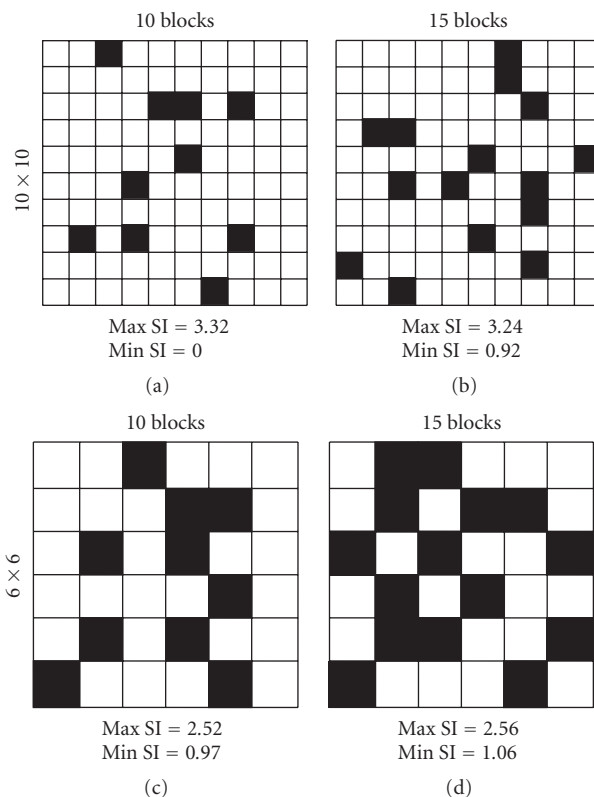 10 blocks
15 blocks
10 × 10
Max SI = 3.32
Min SI = 0
(a)
Max SI = 3.24
Min SI = 0.92
(b)
10 blocks
15 blocks
6 × 6
Max SI = 2.52
Min SI = 0.97
(c)
Max SI = 2.56
Min SI = 1.06
(d)